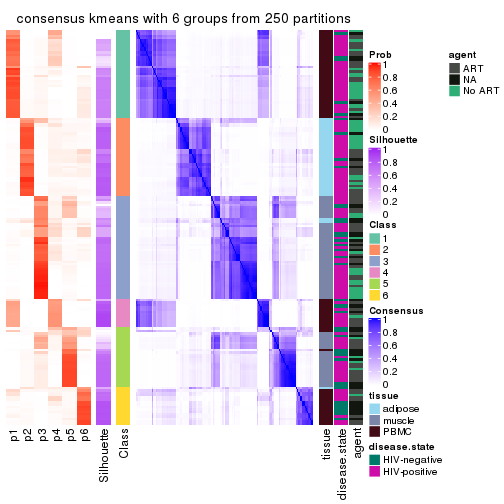 consensus kmeans with 6 groups from 250 partitions
Prob
1
0.8
0.6
0.4
0.2
0
agent
ART
NA
No ART
Silhouette
1
0.8
0.6
0.4
0.2
0
Class
1
2
3
4
5
6
Consensus
1
0.8
0.6
0.4
0.2
0
tissue
adipose
muscle
PBMC
disease.state
HIV-negative
HIV-positive
p1
p2
p3
p4
p5
p6
Silhouette
Class
tissue
disease.state
agent